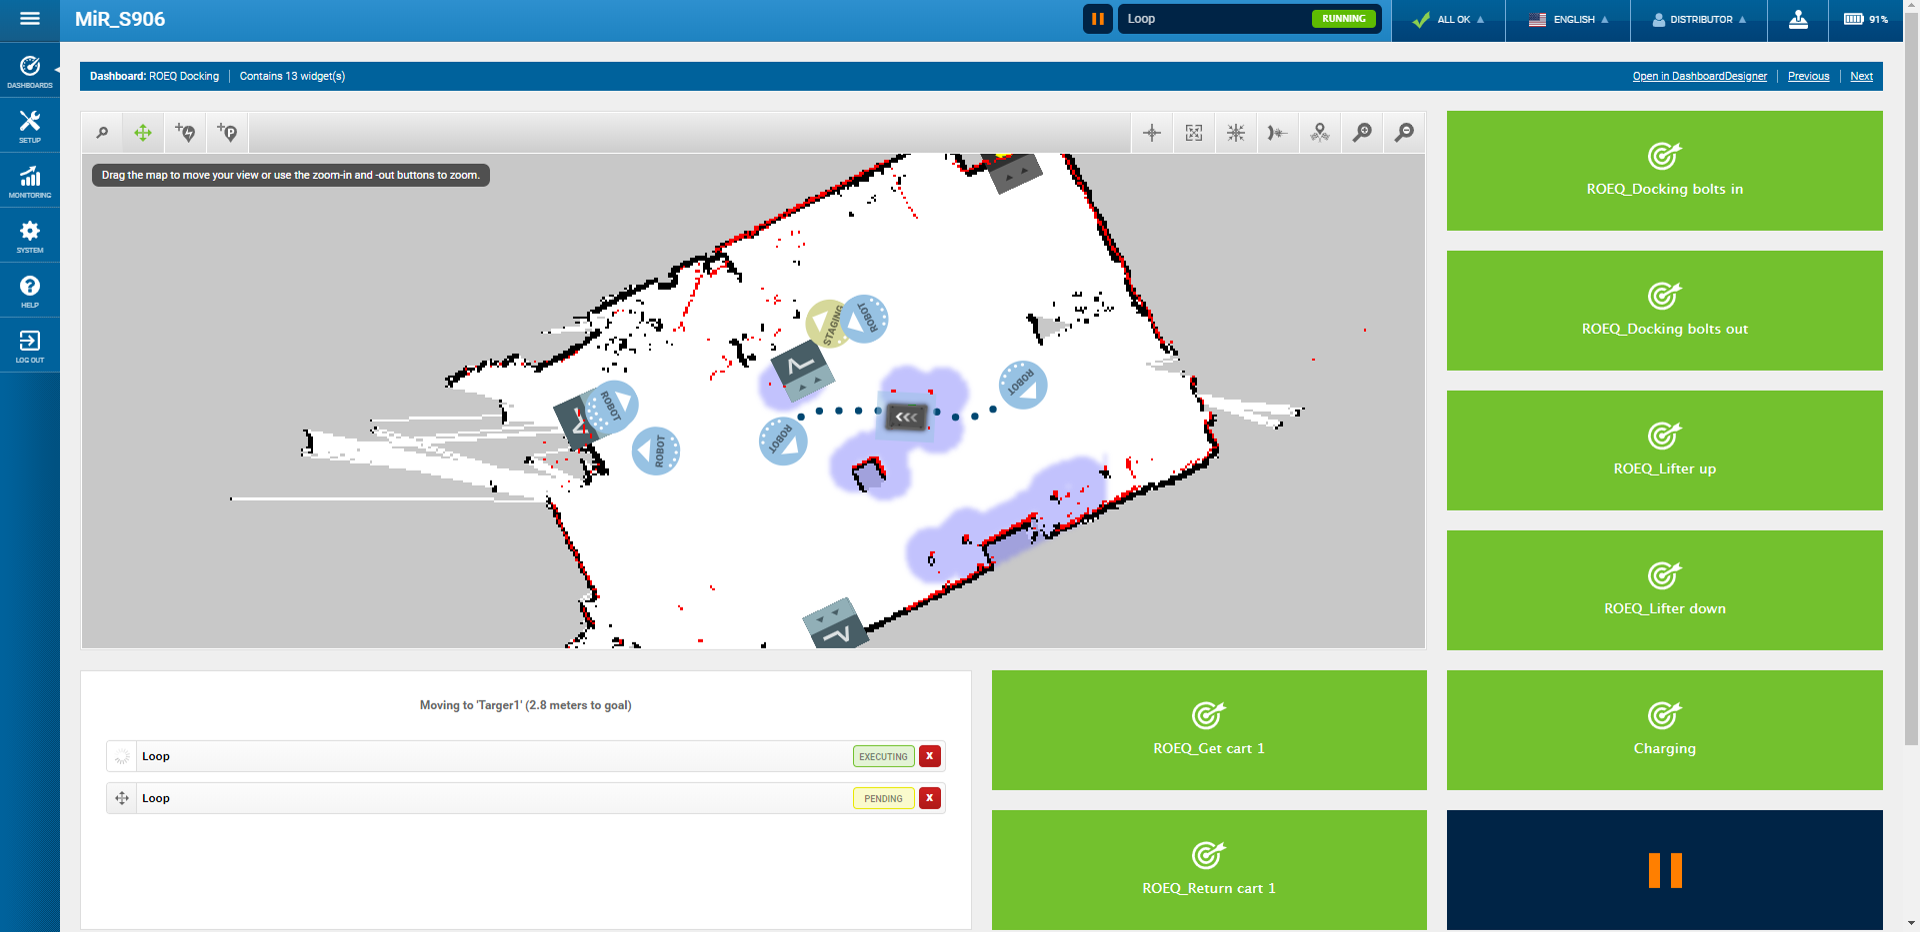 MiR_S906
Loop
RUNNING
ALL OK
ENGLISH
DISTRIBUTOR
91%
DASHBOARDS
SETUP
MONITORING
SYSTEM
HELP
LOG OUT
Dashboard: ROEQ Docking
Contains 13 widget(s)
Open in DashboardDesigner
Previous
Next
Drag the map to move your view or use the zoom-in and -out buttons to zoom.
STAGING
ROBOT
ROBOT
ROBOT
ROBOT
ROBOT
ROEQ_Docking bolts in
ROEQ_Docking bolts out
ROEQ_Lifter up
ROEQ_Lifter down
Moving to 'Targer1' (2.8 meters to goal)
Loop
EXECUTING
X
Loop
PENDING
X
ROEQ_Get cart 1
Charging
ROEQ_Return cart 1